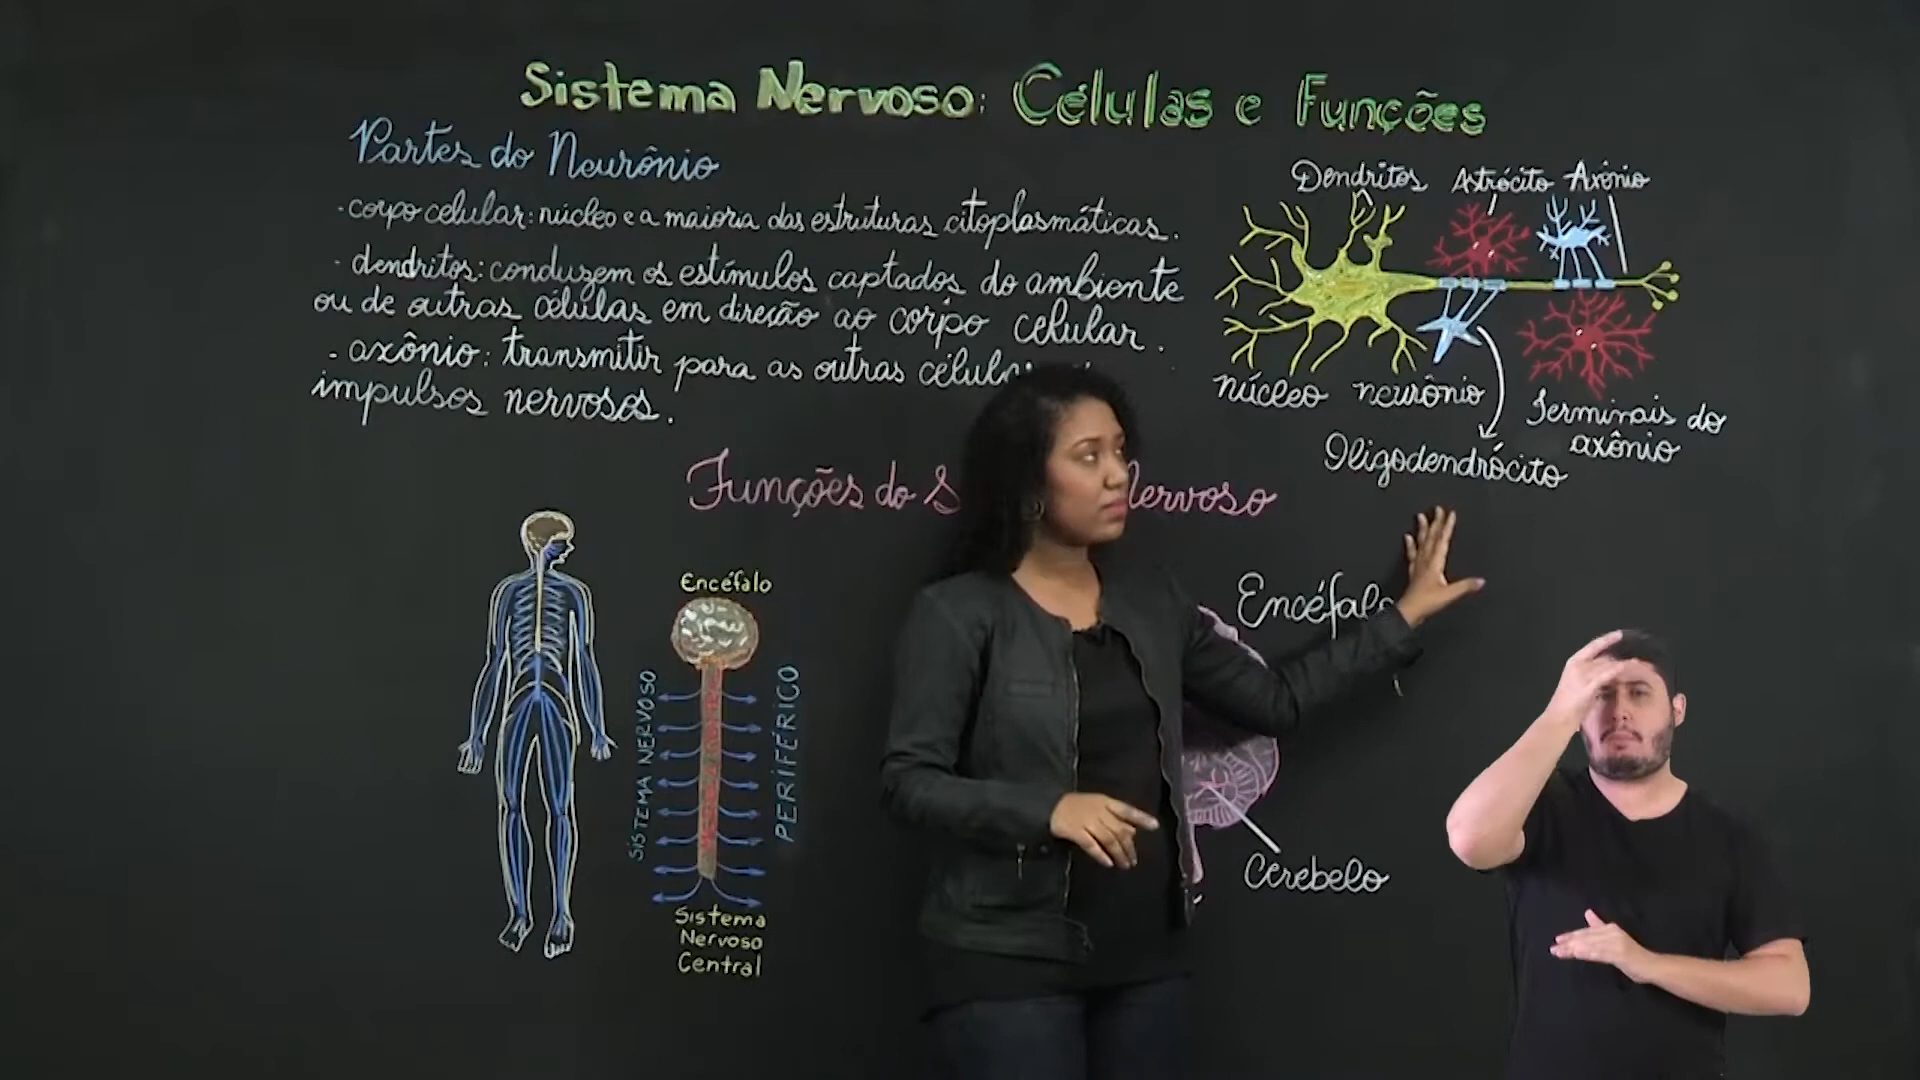 Sistema Nervoso: Células e Funções
Partes do Neurônio
- corpo celular: núcleo e a maioria das estruturas citoplasmáticas.
- dendritos: conduzem os estímulos captados do ambiente
ou de outras células em direção ao corpo celular.
- axônio: transmitir para as outras
impulsos nervosos.
Dendritos Astrócito Axônio
núcleo neurônio
Terminais do
axônio
Oligodendrócito
Funções do Nervoso
Encéfalo
SISTEMA NERVOSO
PERIFÉRICO
Sistema
Nervoso
Central
Encéfalo
Cerebelo